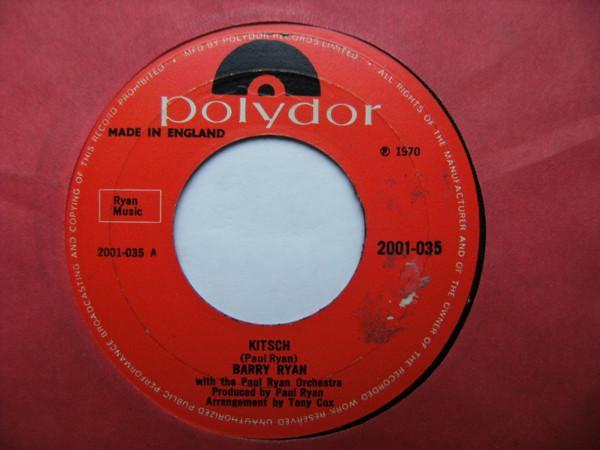 MFD BY POLYDOR RECORDS LIMITED • ALL RIGHTS OF THE MANUFACTURER AND OF THE OWNER OF THE RECORDED WORK RESERVED UNAUTHORIZED PUBLIC PERFORMANCE BROADCASTING AND COPYING OF THIS RECORD PROHIBITED •
polydor
MADE IN ENGLAND
℗ 1970
Ryan
Music
2001-035 A
2001-035
KITSCH
(Paul Ryan)
BARRY RYAN
with the Paul Ryan Orchestra
Produced by Paul Ryan
Arrangement by Tony Cox